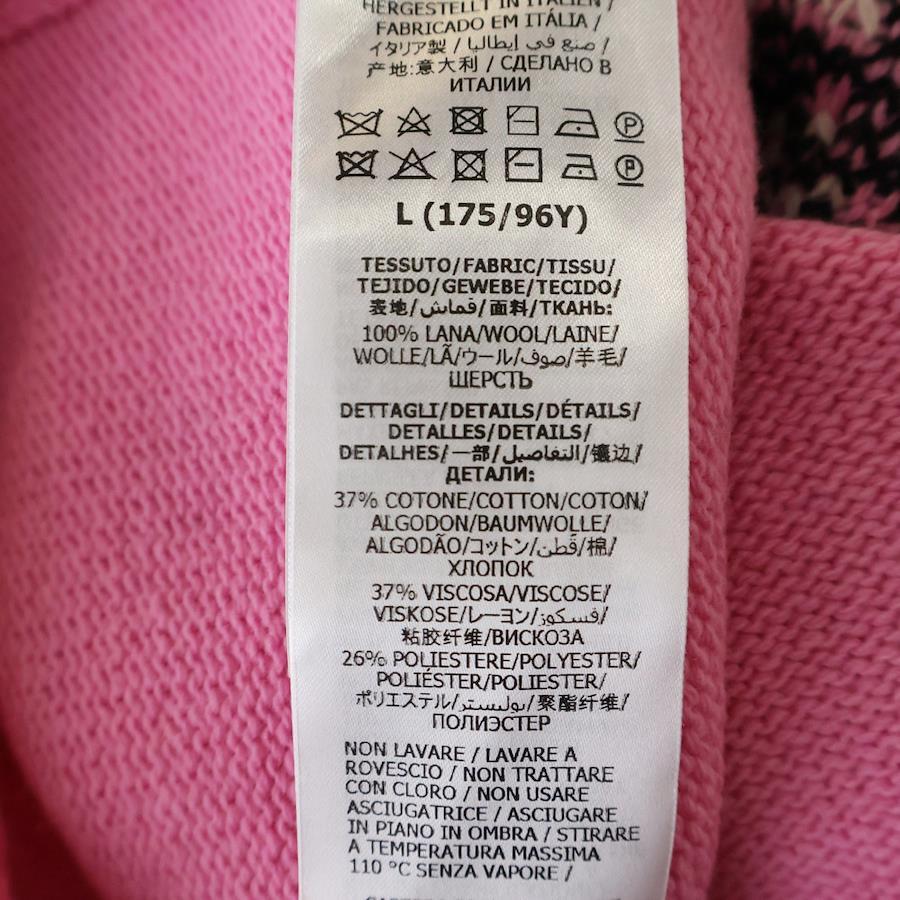 HERGESTELLT IN ITALIEN /
FABRICADO EM ITÁLIA /
イタリア製 / صنع في إيطاليا /
产地:意大利 / СДЕЛАНО В
ИТАЛИИ
P
P
L (175/96Y)
TESSUTO/FABRIC/TISSU/
TEJIDO/GEWEBE/TECIDO/
表地/قماش/面料/ТКАНЬ:
100% LANA/WOOL/LAINE/
WOLLE/LÃ/ウール/صوف/羊毛/
ШЕРСТЬ
DETTAGLI/DETAILS/DÉTAILS/
DETALLES/DETAILS/
DETALHES/一部/التفاصيل/镶边/
ДЕТАЛИ:
37% COTONE/COTTON/COTON/
ALGODON/BAUMWOLLE/
ALGODÃO/コットン/قطن/棉/
ХЛОПОК
37% VISCOSA/VISCOSE/
VISKOSE/レーヨン/فسكوز/
粘胶纤维/ВИСКОЗА
26% POLIESTERE/POLYESTER/
POLIÉSTER/POLIESTER/
ポリエステル/بوليستر/聚酯纤维/
ПОЛИЭСТЕР
NON LAVARE / LAVARE A
ROVESCIO / NON TRATTARE
CON CLORO / NON USARE
ASCIUGATRICE / ASCIUGARE
IN PIANO IN OMBRA / STIRARE
A TEMPERATURA MASSIMA
110 °C SENZA VAPORE /